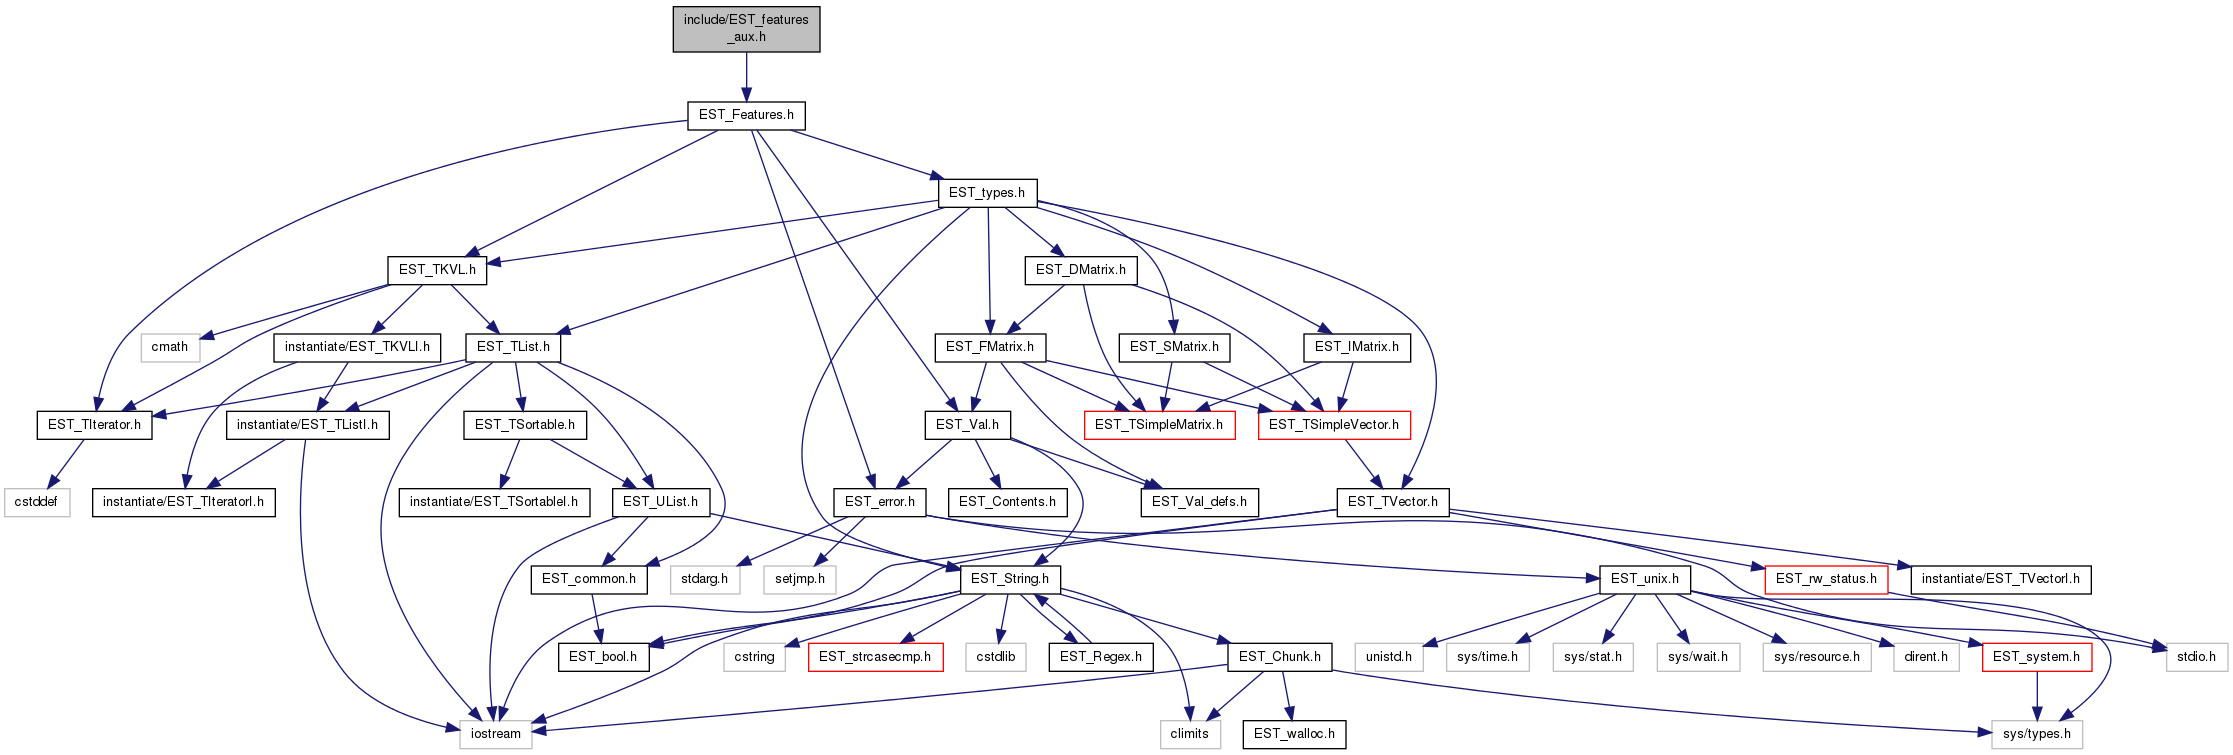 include/EST_features
_aux.h
EST_Features.h
EST_types.h
EST_TKVL.h
EST_DMatrix.h
cmath
instantiate/EST_TKVLI.h
EST_TList.h
EST_FMatrix.h
EST_SMatrix.h
EST_IMatrix.h
EST_TIterator.h
instantiate/EST_TListI.h
EST_TSortable.h
EST_Val.h
EST_TSimpleMatrix.h
EST_TSimpleVector.h
cstddef
instantiate/EST_TIteratorI.h
instantiate/EST_TSortableI.h
EST_UList.h
EST_error.h
EST_Contents.h
EST_Val_defs.h
EST_TVector.h
EST_common.h
stdarg.h
setjmp.h
EST_String.h
EST_unix.h
EST_rw_status.h
instantiate/EST_TVectorI.h
EST_bool.h
cstring
EST_strcasecmp.h
cstdlib
EST_Regex.h
EST_Chunk.h
unistd.h
sys/time.h
sys/stat.h
sys/wait.h
sys/resource.h
dirent.h
EST_system.h
stdio.h
iostream
climits
EST_walloc.h
sys/types.h